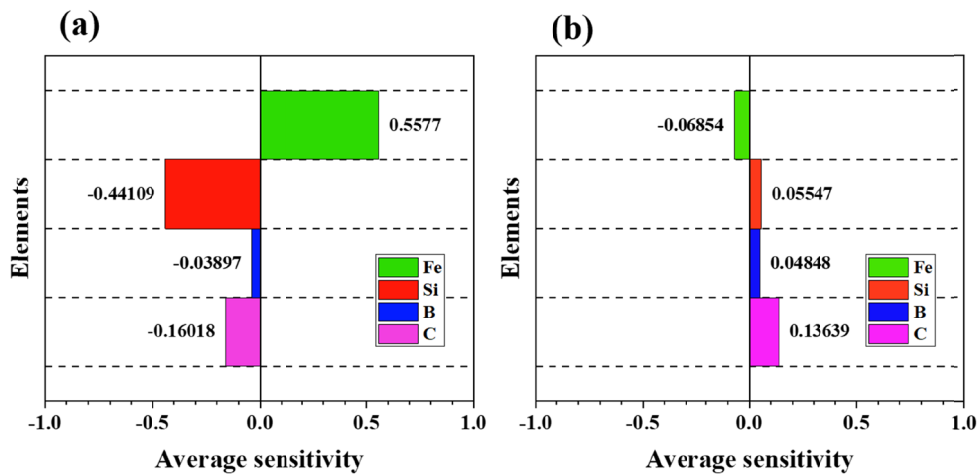 (a)
Elements
0.5577
-0.44109
-0.03897
-0.16018
Fe
Si
B
C
-1.0 -0.5 0.0 0.5 1.0
Average sensitivity
(b)
Elements
-0.06854
0.05547
0.04848
0.13639
Fe
Si
B
C
-1.0 -0.5 0.0 0.5 1.0
Average sensitivity